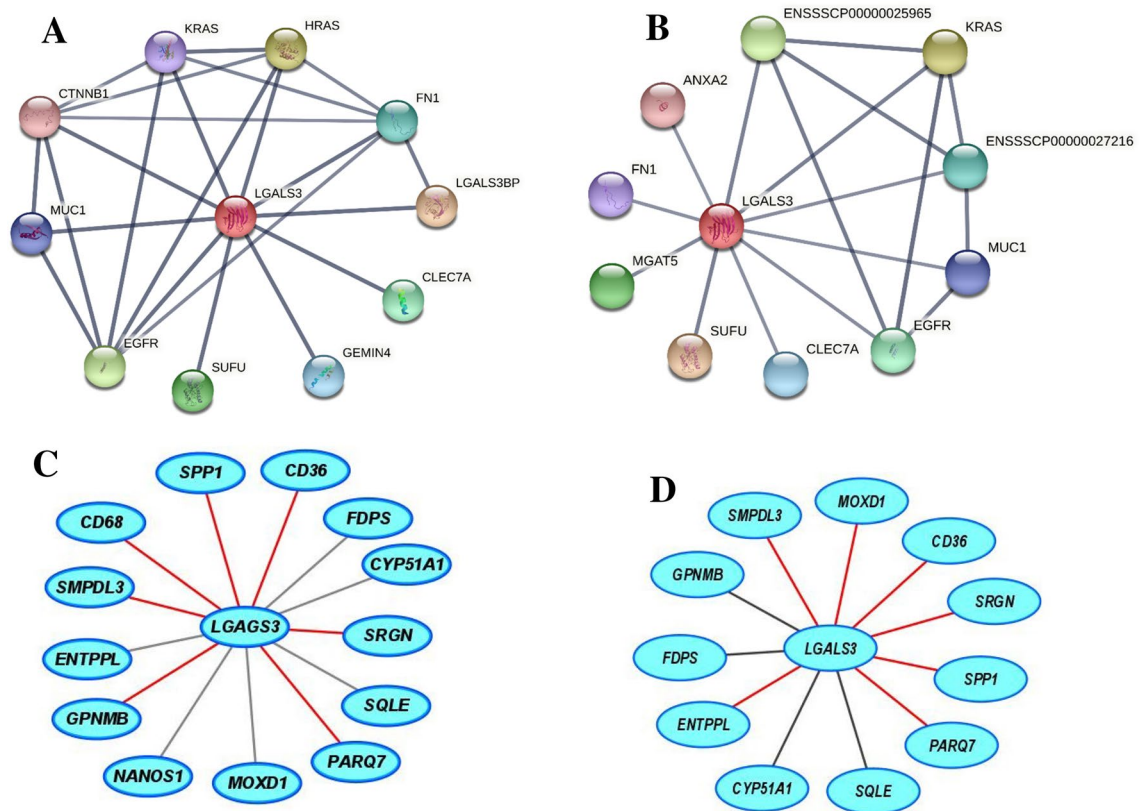 A
KRAS
HRAS
CTNNB1
FN1
LGALS3BP
LGALS3
MUC1
CLEC7A
EGFR
SUFU
GEMIN4
B
ENSSSCP00000025965
KRAS
ANXA2
ENSSSCP00000027216
FN1
LGALS3
MUC1
MGAT5
EGFR
SUFU
CLEC7A
C
SPP1
CD36
CD68
FDPS
CYP51A1
SMPDL3
LGAGS3
SRGN
ENTPPL
SQLE
GPNMB
PARQ7
NANOS1
MOXD1
D
SMPDL3
MOXD1
CD36
GPNMB
SRGN
LGALS3
FDPS
SPP1
ENTPPL
PARQ7
CYP51A1
SQLE